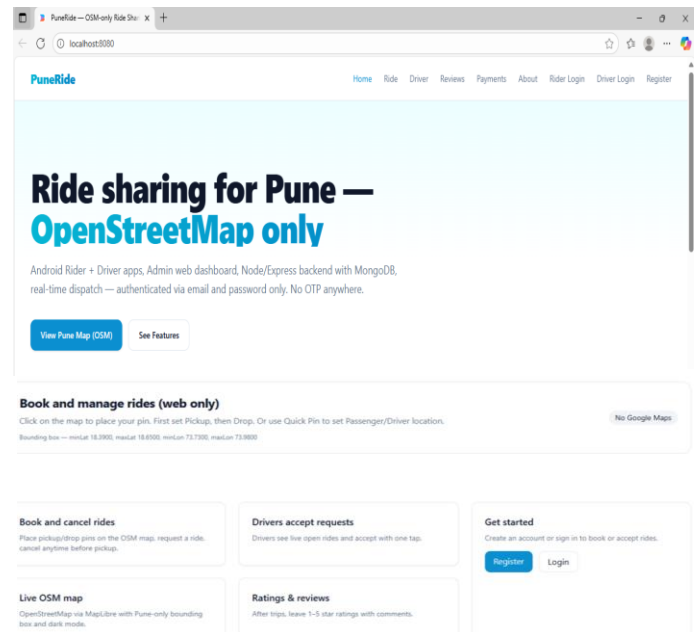 PuneRide — OSM-only Ride Shar
localhost:8080
PuneRide
Home Ride Driver Reviews Payments About Rider Login Driver Login Register
Ride sharing for Pune —
OpenStreetMap only
Android Rider + Driver apps, Admin web dashboard, Node/Express backend with MongoDB,
real-time dispatch — authenticated via email and password only. No OTP anywhere.
View Pune Map (OSM) See Features
Book and manage rides (web only)
Click on the map to place your pin. First set Pickup, then Drop. Or use Quick Pin to set Passenger/Driver location.
No Google Maps
Bounding box — minLat 18.3900, maxLat 18.6500, minLon 73.7300, maxLon 73.9800
Book and cancel rides
Place pickup/drop pins on the OSM map, request a ride,
cancel anytime before pickup.
Drivers accept requests
Drivers see live open rides and accept with one tap.
Get started
Create an account or sign in to book or accept rides.
Register Login
Live OSM map
OpenStreetMap via MapLibre with Pune-only bounding
box and dark mode.
Ratings & reviews
After trips, leave 1–5 star ratings with comments.